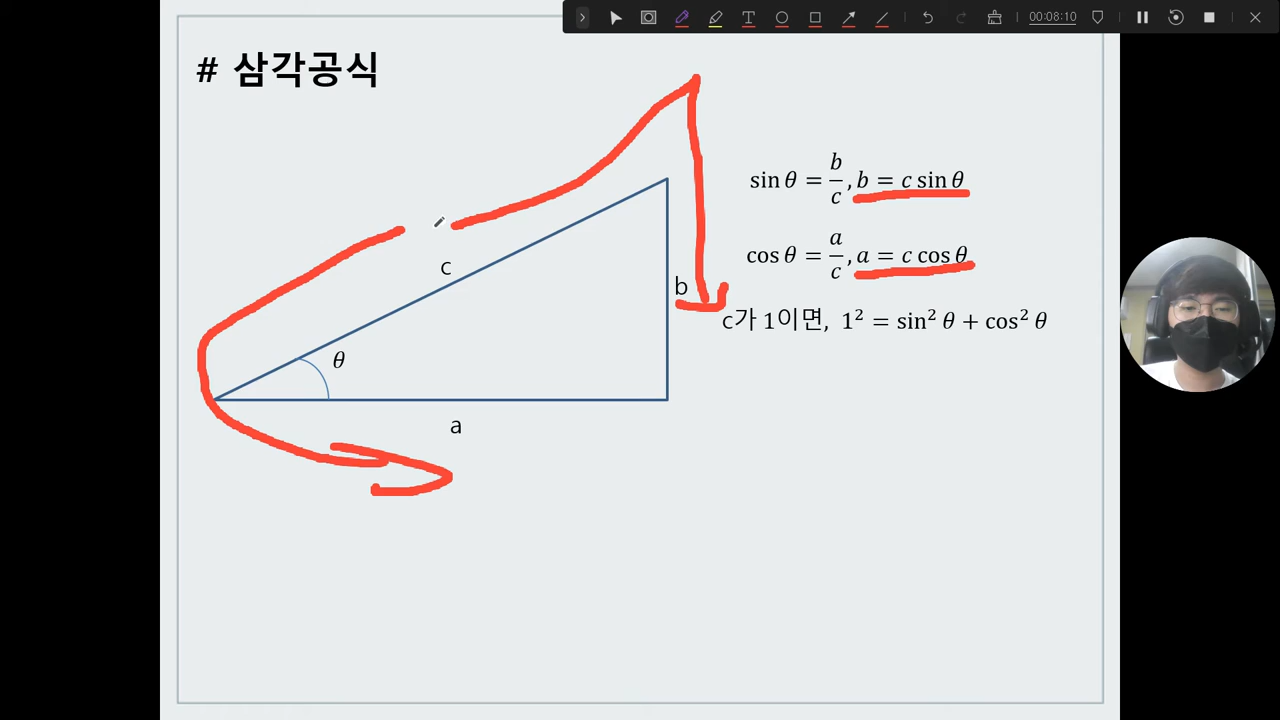 00:08:10
# 삼각공식
sin θ = b/c, b = c sin θ
cos θ = a/c, a = c cos θ
c가 1이면, 1² = sin² θ + cos² θ
c
b
θ
a